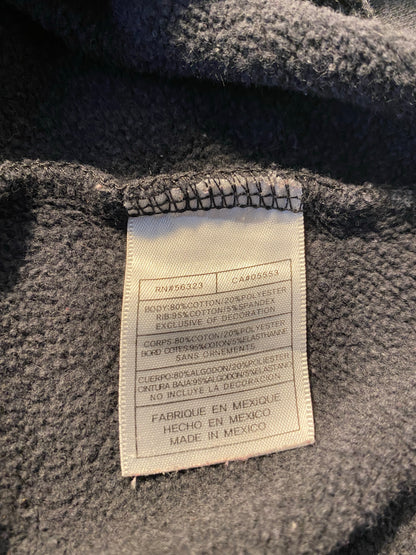 RN#56323 CA#05553
BODY:80%COTTON/20%POLYESTER
RIB:95%COTTON/5%SPANDEX
EXCLUSIVE OF DECORATION
CORPS:80%COTON/20%POLYESTER
BORD COTES:95%COTON/5%ELASTHANNE
SANS ORNEMENTS.
CUERPO:80%ALGODON/20%POLIESTER
CINTURA BAJA:95%ALGODON/5%ELASTANO
NO INCLUYE LA DECORACION.
FABRIQUE EN MEXIQUE
HECHO EN MEXICO
MADE IN MEXICO